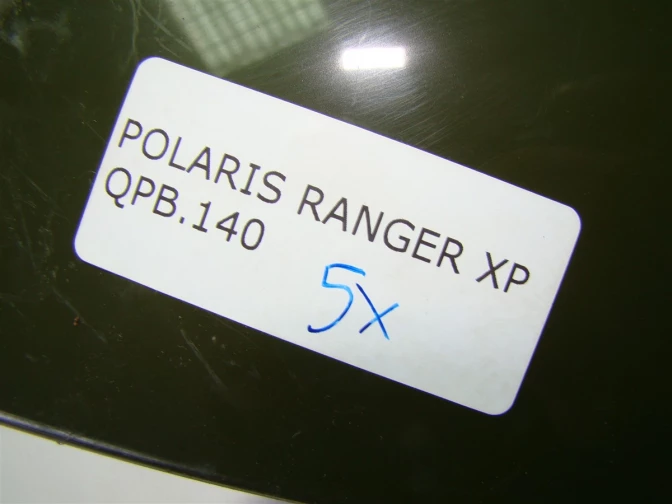 POLARIS RANGER XP
QPB.140
5X